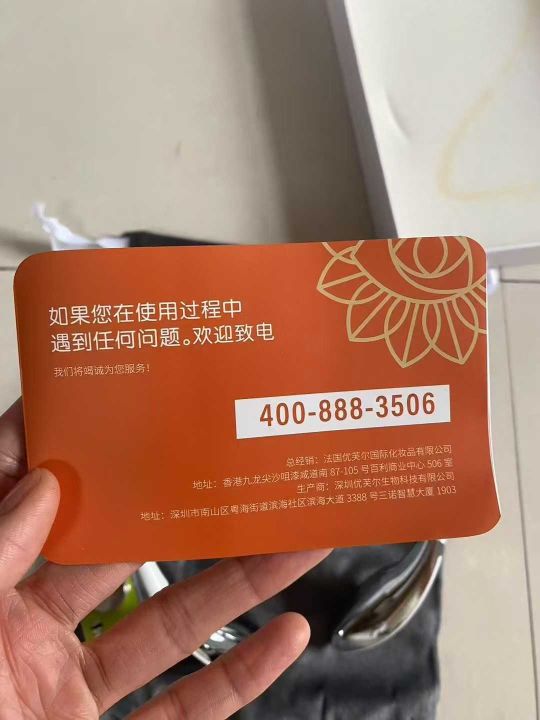 如果您在使用过程中
遇到任何问题。欢迎致电
我们将竭诚为您服务！
400-888-3506
总经销：法国优芙尔国际化妆品有限公司
地址：香港九龙尖沙咀漆咸道南 87-105 号百利商业中心 506 室
生产商：深圳优芙尔生物科技有限公司
地址：深圳市南山区粤海街道滨海社区滨海大道 3388 号三诺智慧大厦 1903